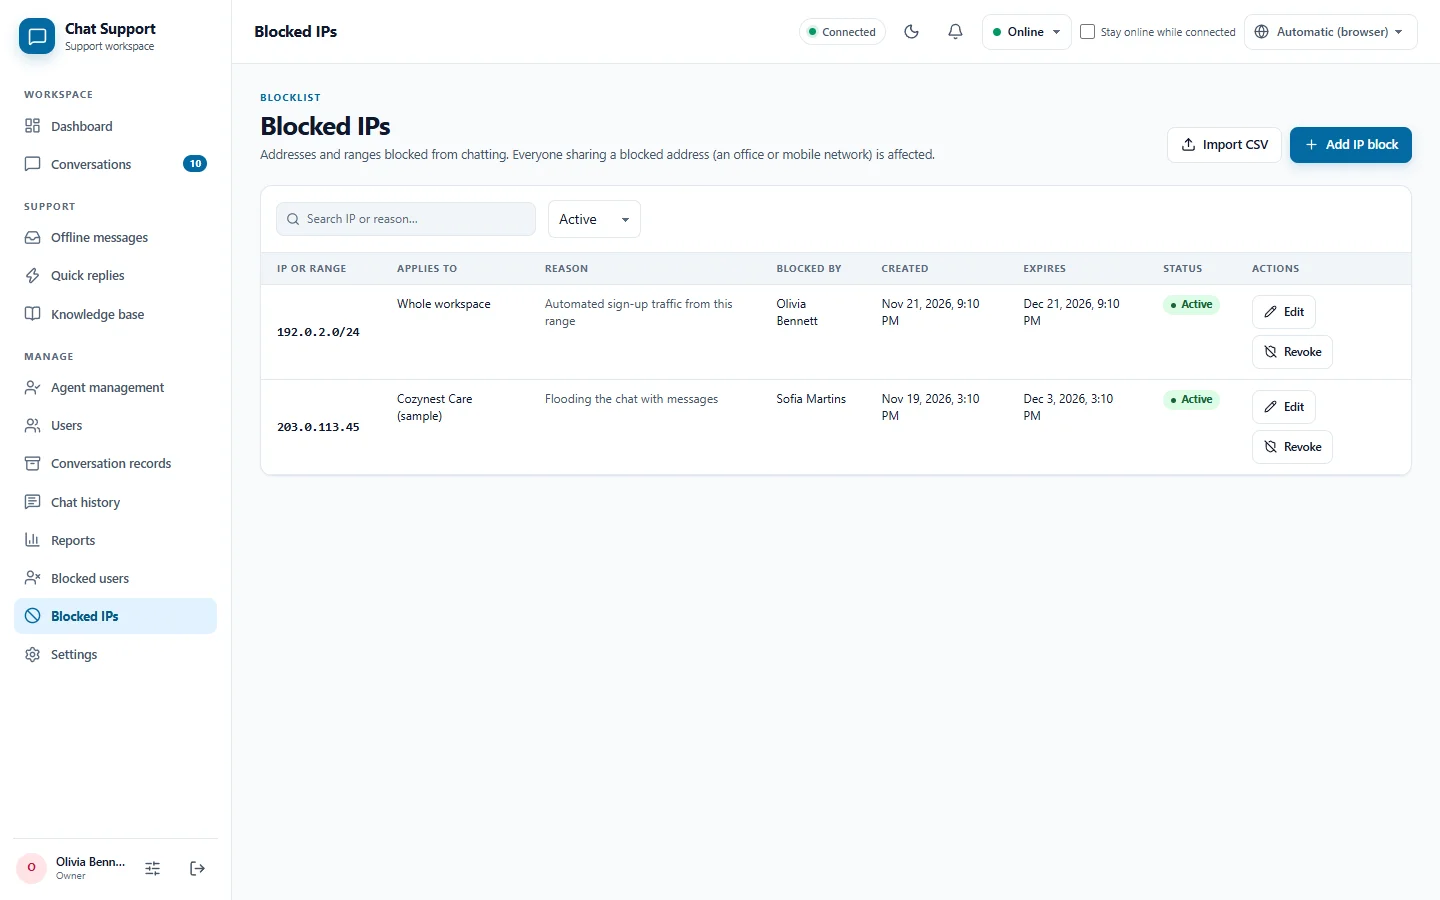 Chat Support
Support workspace
WORKSPACE
Dashboard
Conversations
10
SUPPORT
Offline messages
Quick replies
Knowledge base
MANAGE
Agent management
Users
Conversation records
Chat history
Reports
Blocked users
Blocked IPs
Settings
O
Olivia Benn...
Owner
Blocked IPs
Connected
Online
Stay online while connected
Automatic (browser)
BLOCKLIST
Blocked IPs
Addresses and ranges blocked from chatting. Everyone sharing a blocked address (an office or mobile network) is affected.
Import CSV
Add IP block
Search IP or reason...
Active
IP OR RANGE
APPLIES TO
REASON
BLOCKED BY
CREATED
EXPIRES
STATUS
ACTIONS
192.0.2.0/24
Whole workspace
Automated sign-up traffic from this
range
Olivia
Bennett
Nov 21, 2026, 9:10
PM
Dec 21, 2026, 9:10
PM
Active
Edit
Revoke
203.0.113.45
Cozynest Care
(sample)
Flooding the chat with messages
Sofia Martins
Nov 19, 2026, 3:10
PM
Dec 3, 2026, 3:10
PM
Active
Edit
Revoke